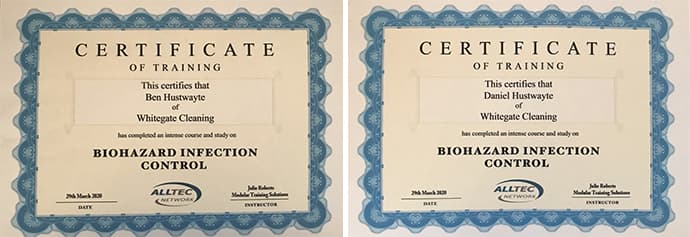 CERTIFICATE
OF TRAINING
This certifies that
Ben Hustwayte
of
Whitegate Cleaning
has completed an intense course and study on
BIOHAZARD INFECTION
CONTROL
29th March 2020
DATE
ALLTEC
NETWORK
Julie Roberts
Modular Training Solutions
INSTRUCTOR
CERTIFICATE
OF TRAINING
This certifies that
Daniel Hustwayte
of
Whitegate Cleaning
has completed an intense course and study on
BIOHAZARD INFECTION
CONTROL
29th March 2020
DATE
ALLTEC
NETWORK
Julie Roberts
Modular Training Solutions
INSTRUCTOR